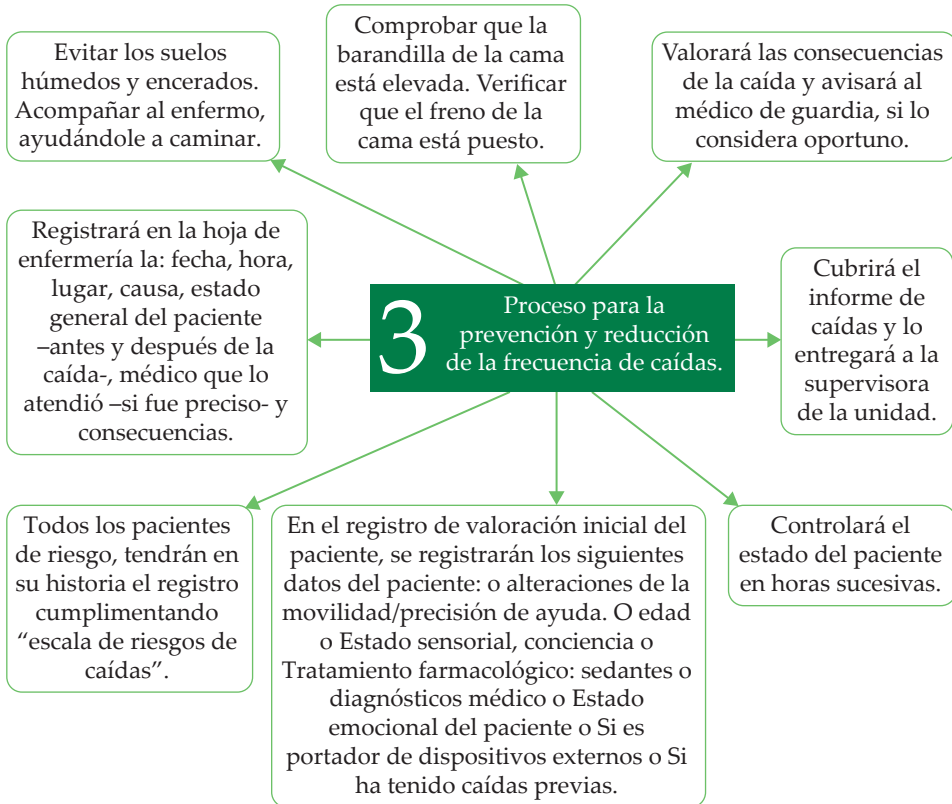 Evitar los suelos
húmedos y encerados.
Acompañar al enfermo,
ayudándole a caminar.
Comprobar que la
barandilla de la cama
está elevada. Verificar
que el freno de la
cama está puesto.
Valorará las consecuencias
de la caída y avisará al
médico de guardia, si lo
considera oportuno.
Registrará en la hoja de
enfermería la: fecha, hora,
lugar, causa, estado
general del paciente
–antes y después de la
caída-, médico que lo
atendió –si fue preciso- y
consecuencias.
3
Proceso para la
prevención y reducción
de la frecuencia de caídas.
Cubrirá el
informe de
caídas y lo
entregará a la
supervisora
de la unidad.
Todos los pacientes
de riesgo, tendrán en
su historia el registro
cumplimentando
“escala de riesgos de
caídas”.
En el registro de valoración inicial del
paciente, se registrarán los siguientes
datos del paciente: o alteraciones de la
movilidad/precisión de ayuda. O edad
o Estado sensorial, conciencia o
Tratamiento farmacológico: sedantes o
diagnósticos médico o Estado
emocional del paciente o Si es
portador de dispositivos externos o Si
ha tenido caídas previas.
Controlará el
estado del paciente
en horas sucesivas.